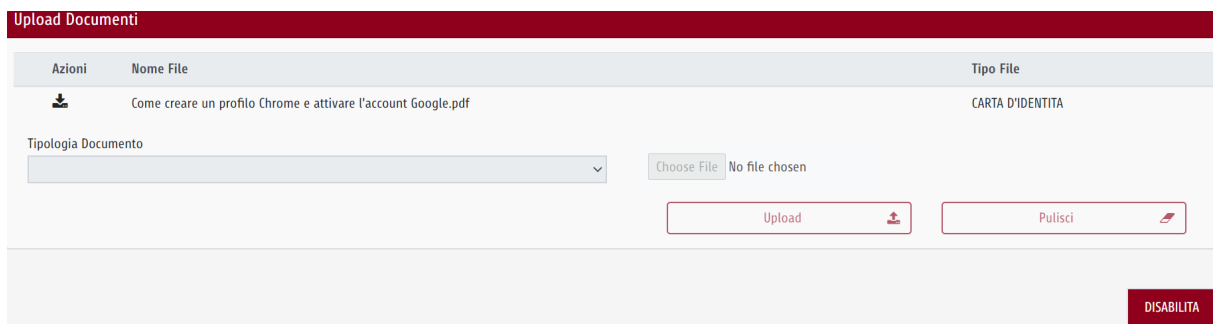 Upload Documenti
Azioni Nome File Tipo File
Come creare un profilo Chrome e attivare l'account Google.pdf CARTA D'IDENTITA
Tipologia Documento
Choose File No file chosen
Upload Pulisci
DISABILITA